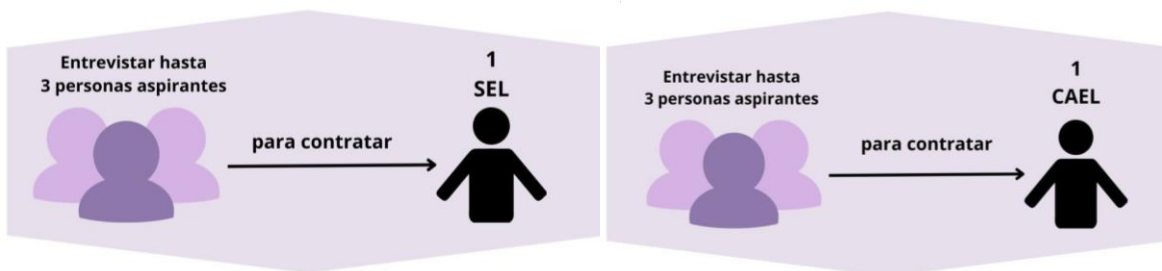 Entrevistar hasta
3 personas aspirantes
para contratar
1
SEL
Entrevistar hasta
3 personas aspirantes
para contratar
1
CAEL